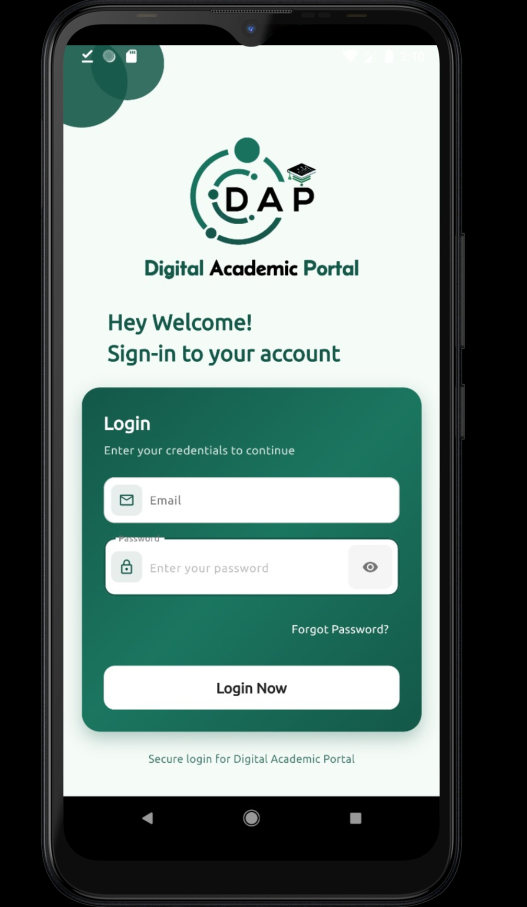 DAP
Digital Academic Portal
Hey Welcome!
Sign-in to your account
Login
Enter your credentials to continue
Email
Password
Enter your password
Forgot Password?
Login Now
Secure login for Digital Academic Portal